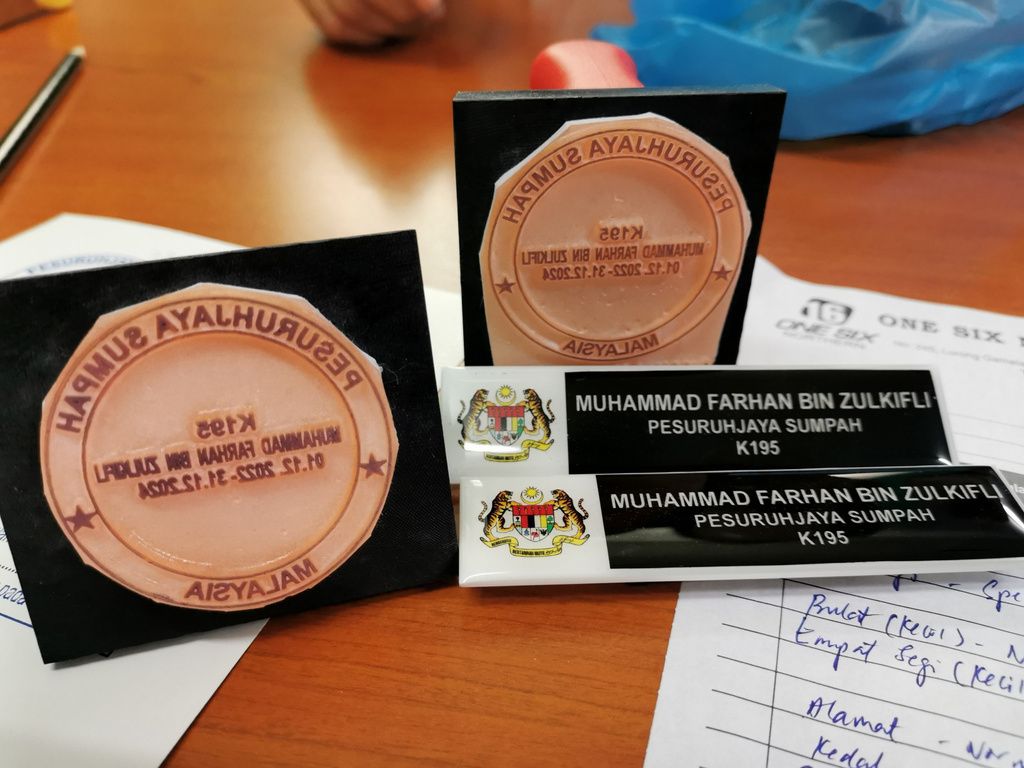 PESURUHJAYA SUMPAH
K195
MUHAMMAD FARHAN BIN ZULKIFLI
01.12.2022-31.12.2024
MALAYSIA
PESURUHJAYA SUMPAH
K195
MUHAMMAD FARHAN BIN ZULKIFLI
01.12.2022-31.12.2024
MALAYSIA
MUHAMMAD FARHAN BIN ZULKIFLI
PESURUHJAYA SUMPAH
K195
MUHAMMAD FARHAN BIN ZULKIFLI
PESURUHJAYA SUMPAH
K195
16
ONE SIX
ONE SIX
Bulat (Kecil) - N
Empat Segi (Kecil
Alamat - Nor
Kedai